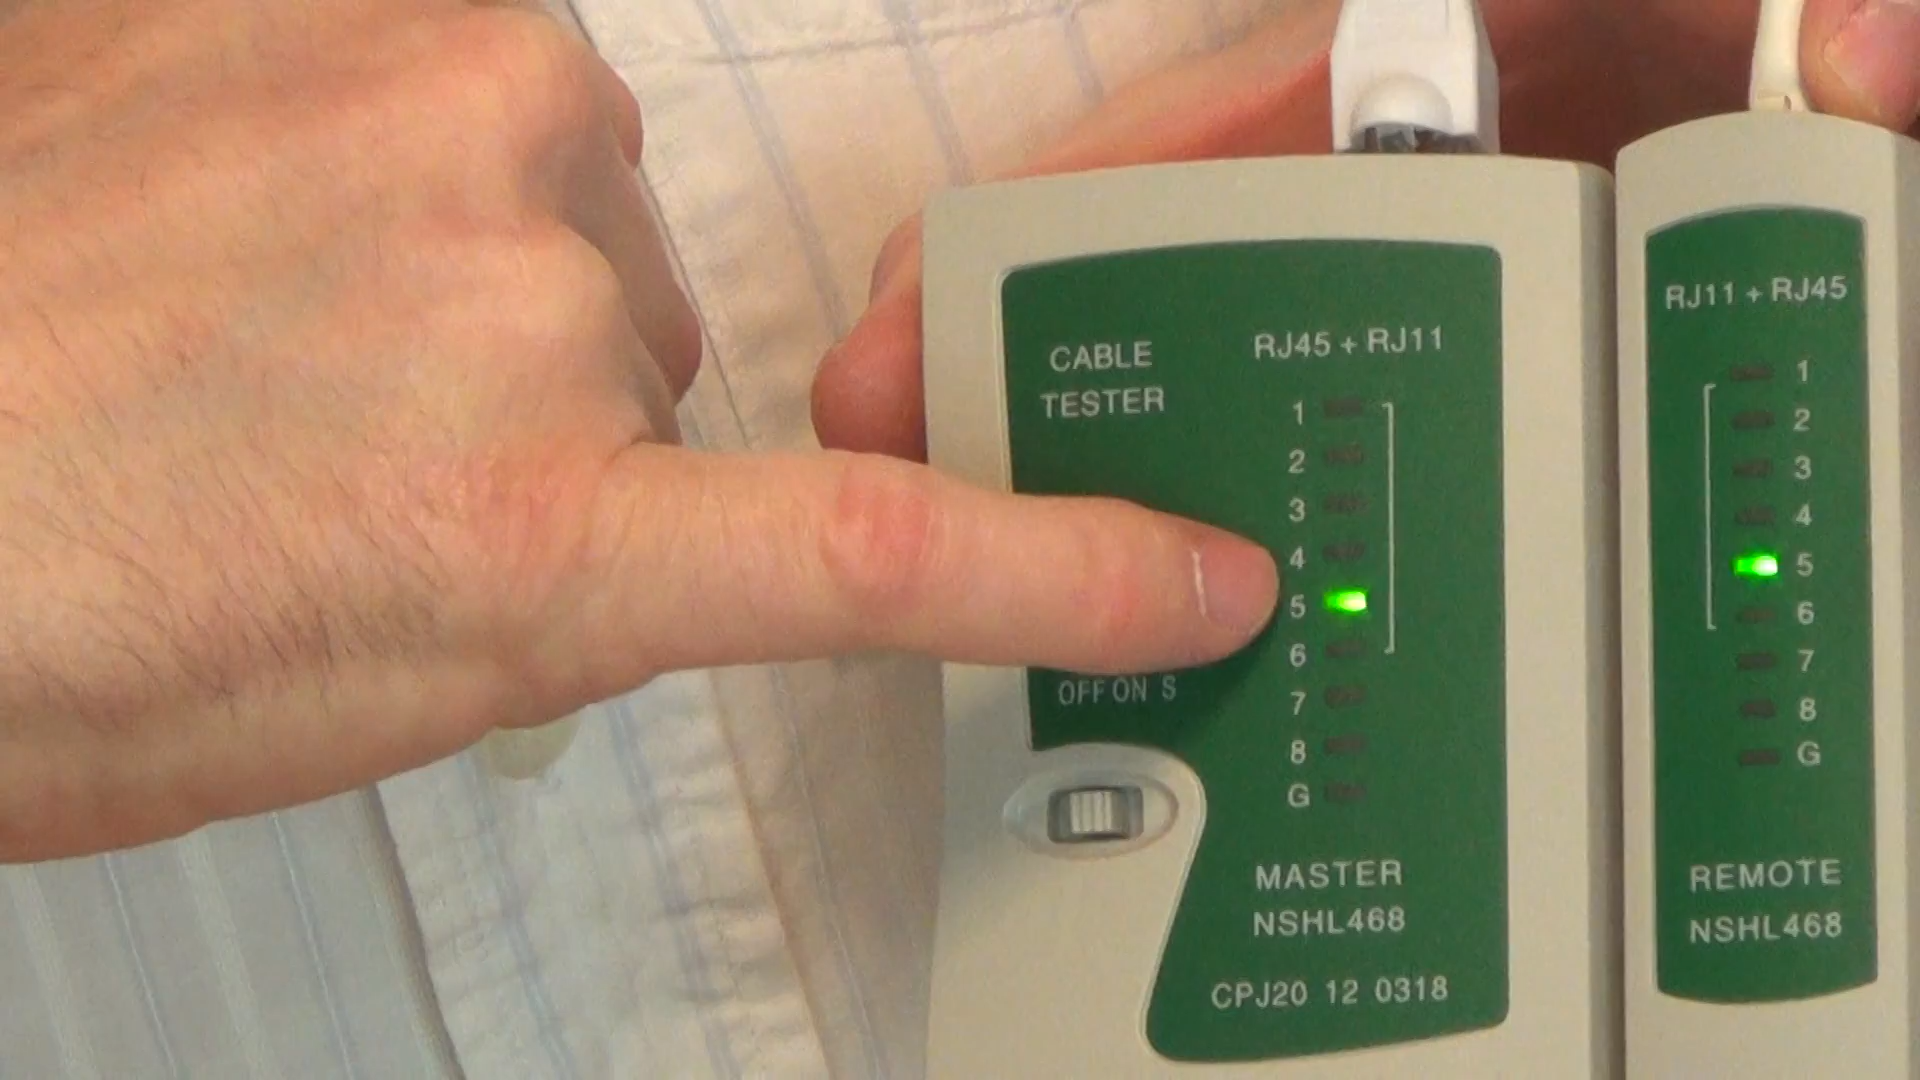 CABLE
TESTER
RJ45 + RJ11
1
2
3
4
5
6
7
8
G
OFF ON S
MASTER
NSHL468
CPJ20 12 0318
RJ11 + RJ45
1
2
3
4
5
6
7
8
G
REMOTE
NSHL468